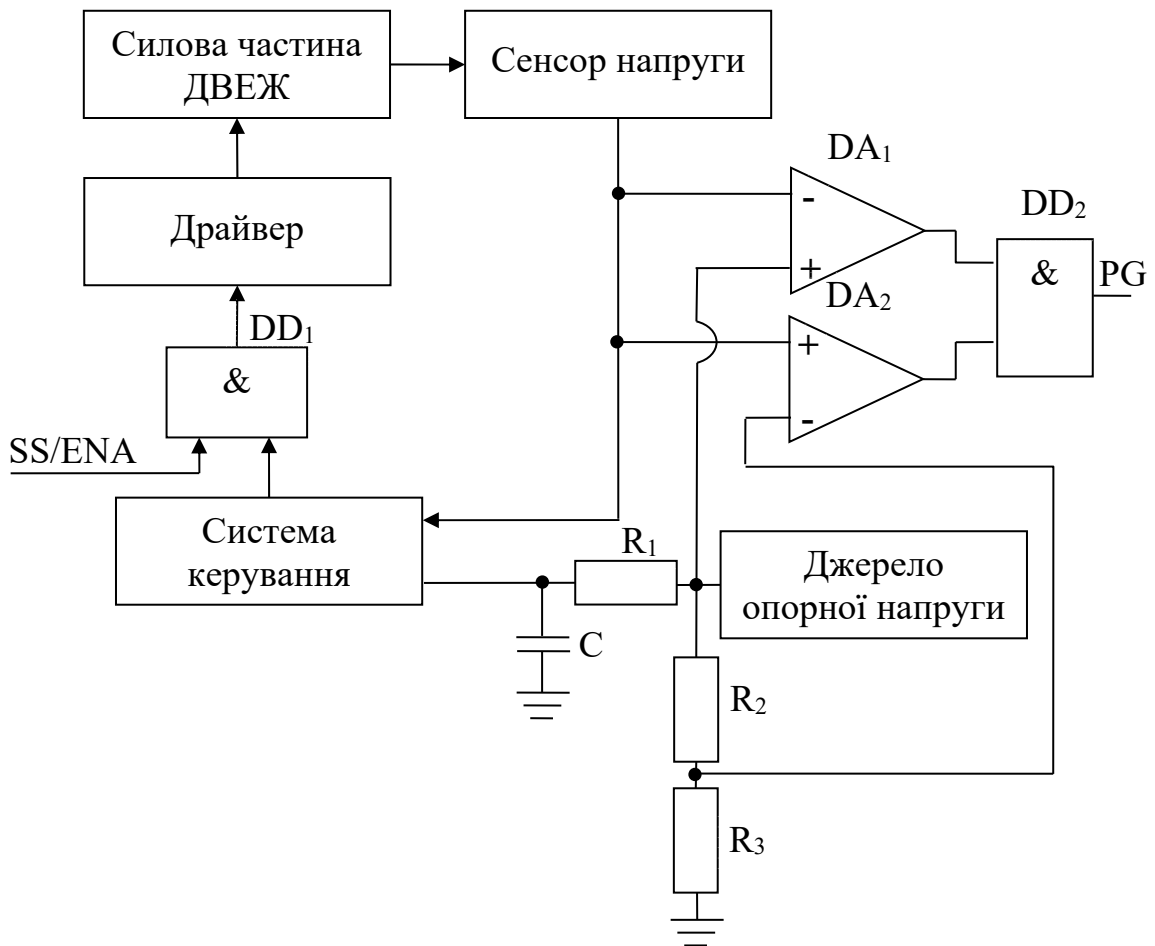 Силова частина
ДВЕЖ
Сенсор напруги
DA₁
Драйвер
-
+
DD₂
&
PG
DA₂
DD₁
&
+
-
SS/ENA
Система
керування
R₁
Джерело
опорної напруги
C
R₂
R₃